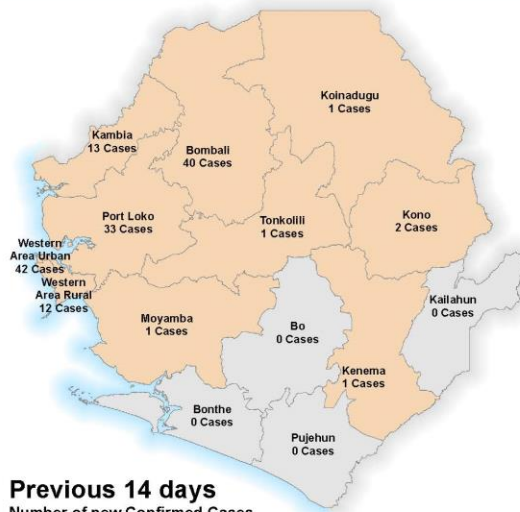 Koinadugu
1 Cases
Kambia
13 Cases
Bombali
40 Cases
Port Loko
33 Cases
Tonkolili
1 Cases
Kono
2 Cases
Western
Area Urban
42 Cases
Western
Area Rural
12 Cases
Kailahun
0 Cases
Moyamba
1 Cases
Bo
0 Cases
Kenema
1 Cases
Bonthe
0 Cases
Pujehun
0 Cases
Previous 14 days
Number of new Confirmed Cases